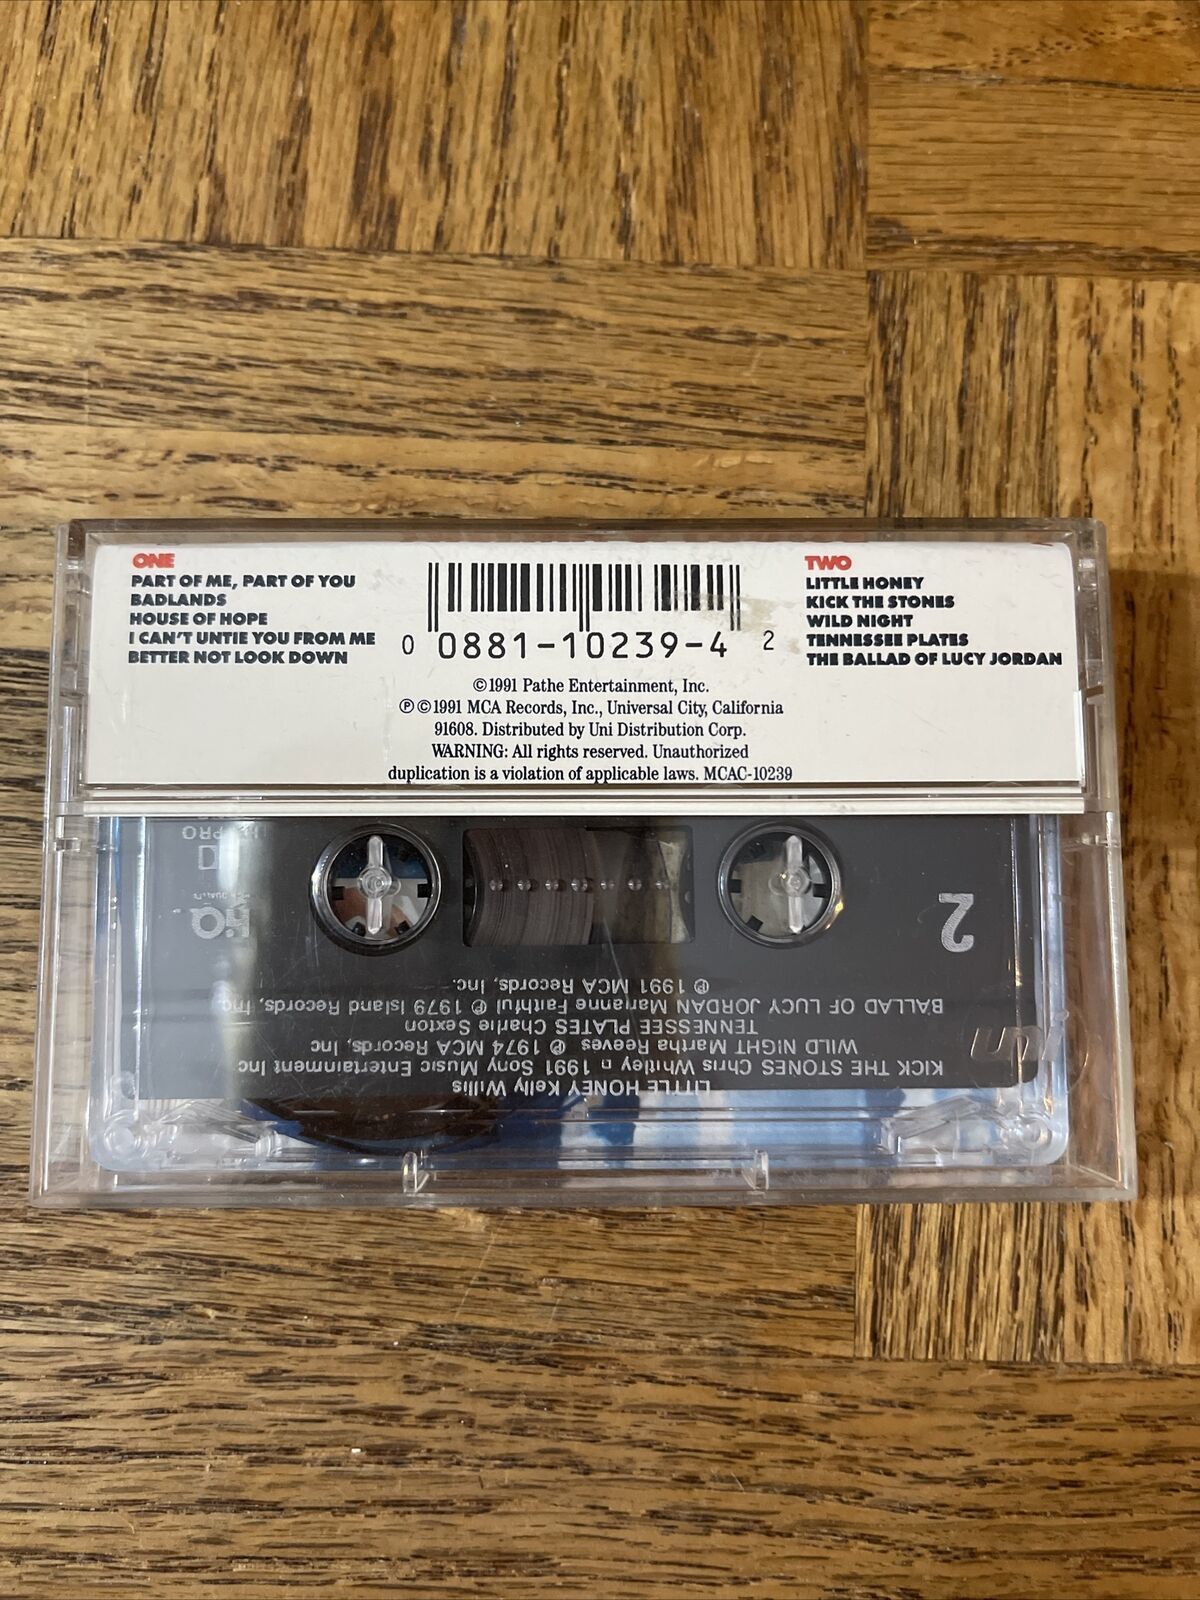 ONE
PART OF ME, PART OF YOU
BADLANDS
HOUSE OF HOPE
I CAN'T UNTIE YOU FROM ME
BETTER NOT LOOK DOWN
0 0881-10239-4 2
©1991 Pathe Entertainment, Inc.
℗©1991 MCA Records, Inc., Universal City, California
91608. Distributed by Uni Distribution Corp.
WARNING: All rights reserved. Unauthorized
duplication is a violation of applicable laws. MCAC-10239
TWO
LITTLE HONEY
KICK THE STONES
WILD NIGHT
TENNESSEE PLATES
THE BALLAD OF LUCY JORDAN
LITTLE HONEY Kelly Willis
KICK THE STONES Chris Whitley ▫ 1991 Sony Music Entertainment Inc
WILD NIGHT Martha Reeves ℗ 1974 MCA Records, Inc
TENNESSEE PLATES Charlie Sexton
BALLAD OF LUCY JORDAN Marianne Faithful ℗ 1979 Island Records, Inc.
℗ 1991 MCA Records, Inc.
2
HiQ
PRO
uni